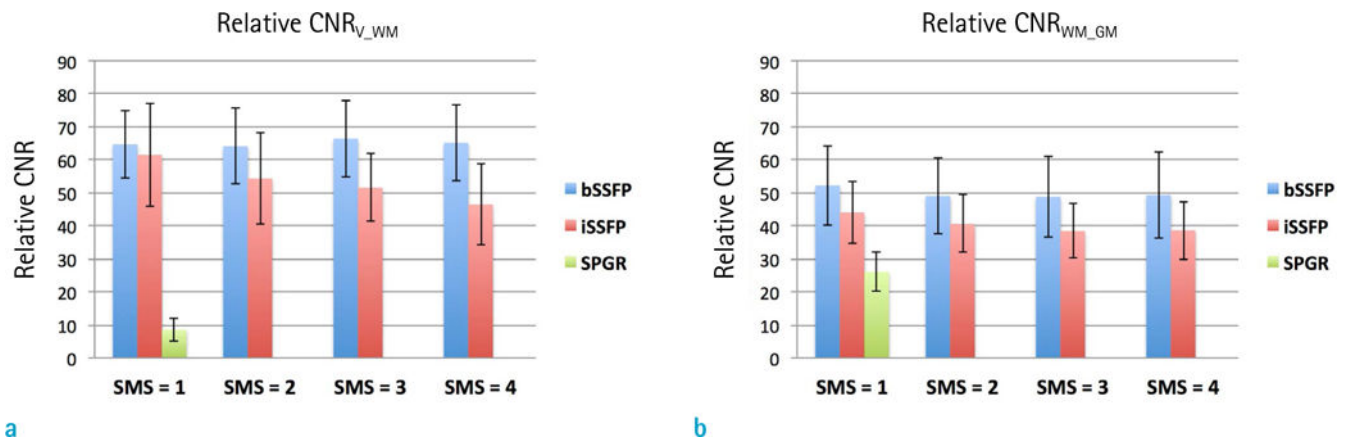 Relative CNRV_WM
90
80
70
60
50
40
30
20
10
0
Relative CNR
SMS = 1 SMS = 2 SMS = 3 SMS = 4
bSSFP
iSSFP
SPGR
a
Relative CNRWM_GM
90
80
70
60
50
40
30
20
10
0
Relative CNR
SMS = 1 SMS = 2 SMS = 3 SMS = 4
bSSFP
iSSFP
SPGR
b